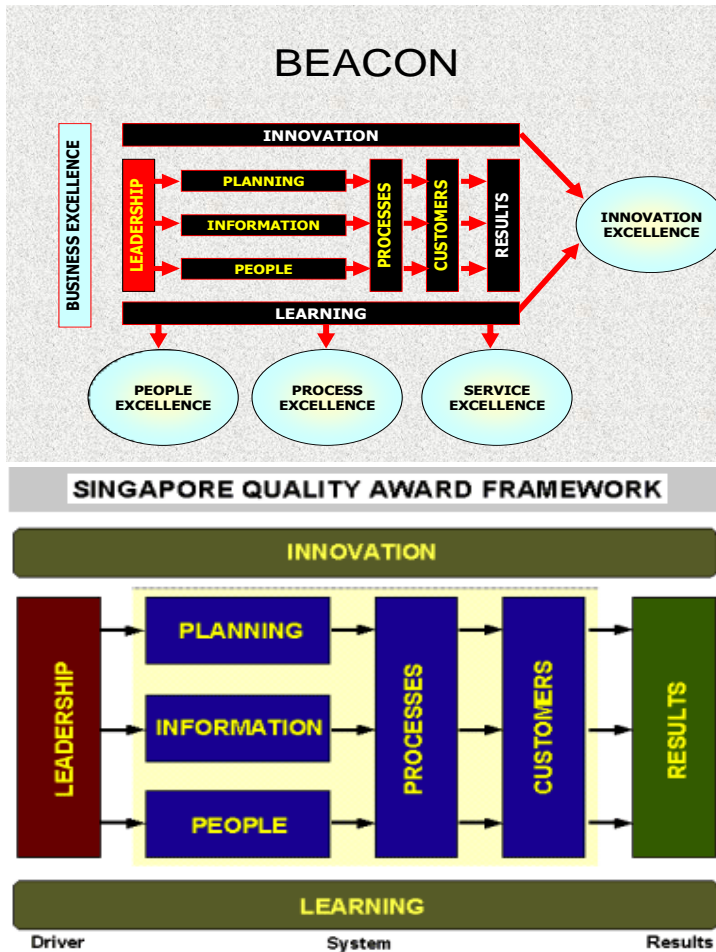 BEACON
BUSINESS EXCELLENCE
INNOVATION
LEADERSHIP
PLANNING
INFORMATION
PEOPLE
PROCESSES
CUSTOMERS
RESULTS
LEARNING
INNOVATION
EXCELLENCE
PEOPLE
EXCELLENCE
PROCESS
EXCELLENCE
SERVICE
EXCELLENCE
SINGAPORE QUALITY AWARD FRAMEWORK
INNOVATION
LEADERSHIP
PLANNING
INFORMATION
PEOPLE
PROCESSES
CUSTOMERS
RESULTS
LEARNING
Driver System Results